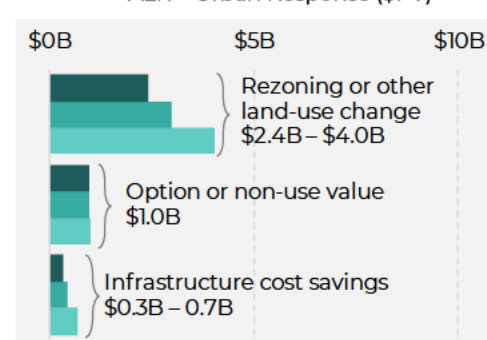 $0B $5B $10B
Rezoning or other
land-use change
$2.4B – $4.0B
Option or non-use value
$1.0B
Infrastructure cost savings
$0.3B – 0.7B